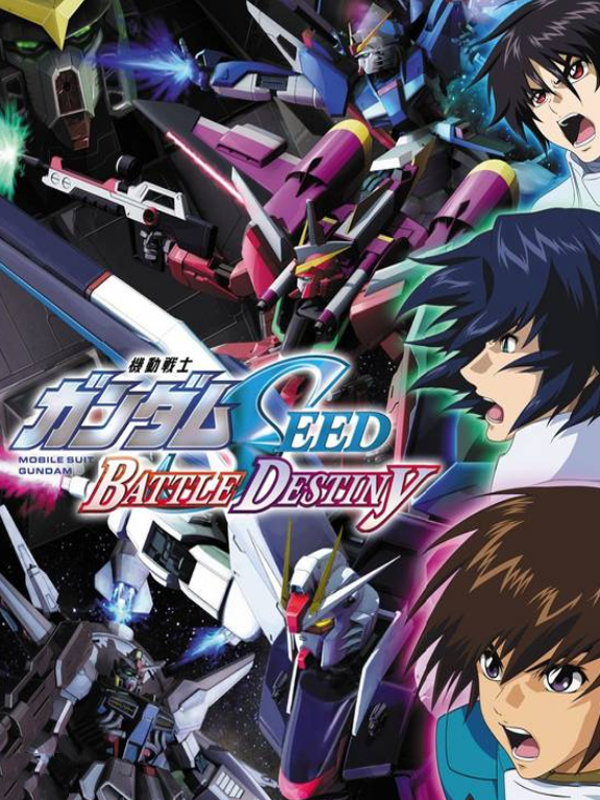 機動戦士
ガンダムSEED
MOBILE SUIT
GUNDAM
BATTLE DESTINY